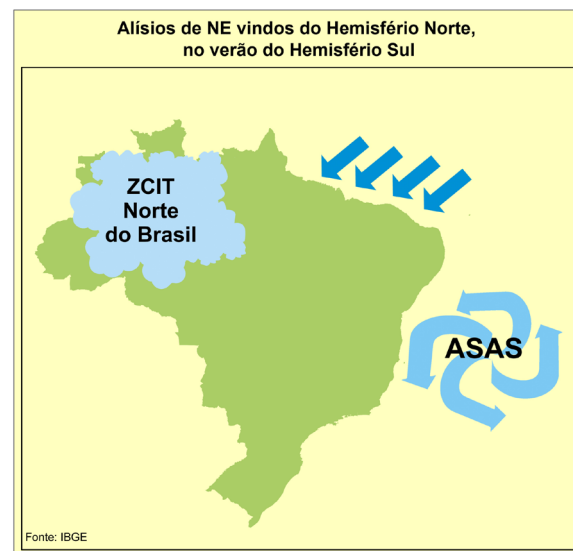 Alísios de NE vindos do Hemisfério Norte,
no verão do Hemisfério Sul
ZCIT
Norte
do Brasil
ASAS
Fonte: IBGE